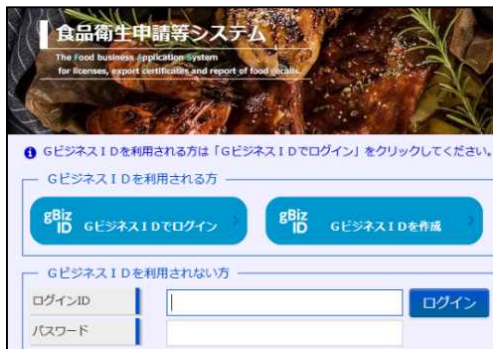 食品衛生申請等システム
The Food business Application System
for licenses, export certificates and report of food recalls.
GビジネスIDを利用される方は「GビジネスIDでログイン」をクリックしてください。
GビジネスIDを利用される方
gBiz ID GビジネスIDでログイン
gBiz ID GビジネスIDを作成
GビジネスIDを利用されない方
ログインID
ログイン
パスワード